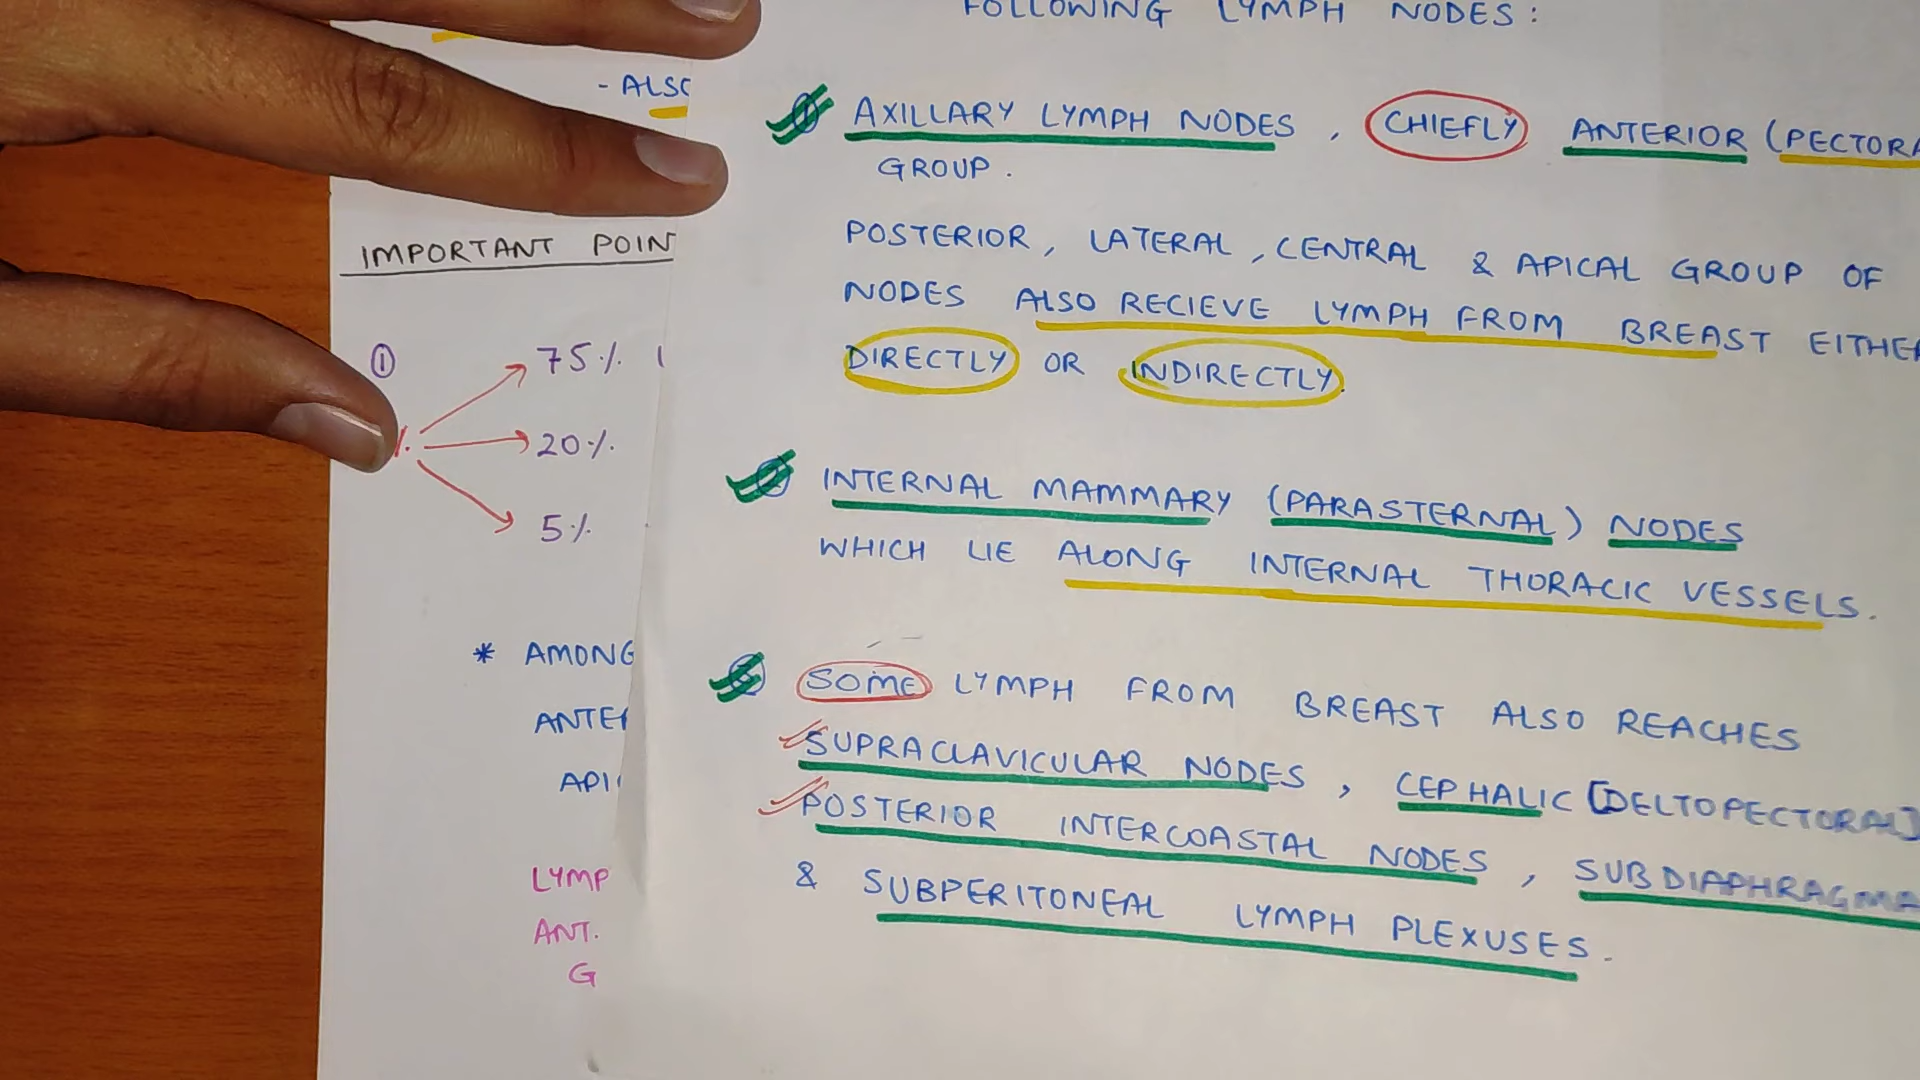 FOLLOWING LYMPH NODES:
① AXILLARY LYMPH NODES, CHIEFLY ANTERIOR (PECTORA
GROUP.
POSTERIOR, LATERAL, CENTRAL & APICAL GROUP OF
NODES ALSO RECIEVE LYMPH FROM BREAST EITHER
DIRECTLY OR INDIRECTLY.
INTERNAL MAMMARY (PARASTERNAL) NODES
WHICH LIE ALONG INTERNAL THORACIC VESSELS.
SOME LYMPH FROM BREAST ALSO REACHES
SUPRACLAVICULAR NODES, CEPHALIC [DELTOPECTORAL]
POSTERIOR INTERCOASTAL NODES, SUBDIAPHRAGMA
& SUBPERITONEAL LYMPH PLEXUSES.
- ALSO
IMPORTANT POIN
① 75%
%
20%
5%
* AMONG
ANTER
API
LYMP
ANT.
G